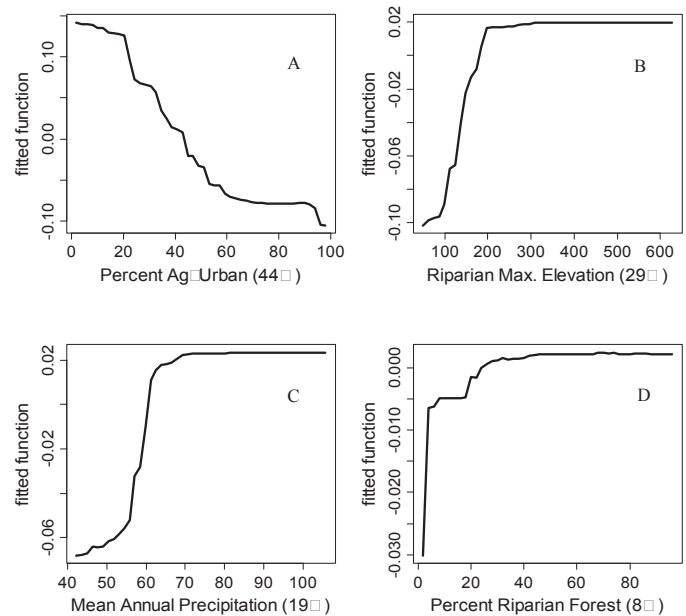 A
0.15
0.00
-0.10
fitted function
0 20 40 60 80 100
Percent Ag□Urban (44□ )
B
0.02
-0.02
-0.06
-0.10
fitted function
100 200 300 400 500 600
Riparian Max. Elevation (29□ )
C
0.02
-0.02
-0.06
fitted function
40 50 60 70 80 90 100
Mean Annual Precipitation (19□ )
D
0.000
-0.010
-0.020
-0.030
fitted function
0 20 40 60 80
Percent Riparian Forest (8□ )